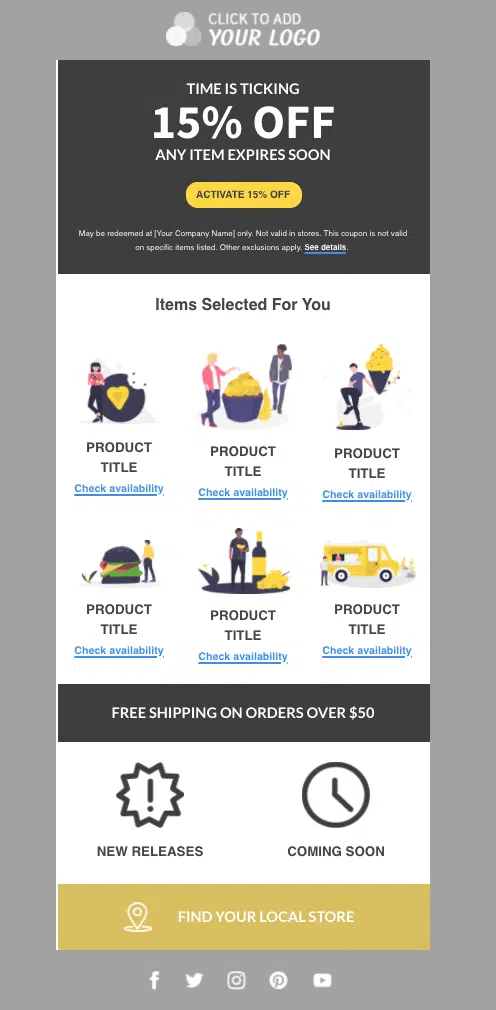 CLICK TO ADD
YOUR LOGO
TIME IS TICKING
15% OFF
ANY ITEM EXPIRES SOON
ACTIVATE 15% OFF
May be redeemed at [Your Company Name] only. Not valid in stores. This coupon is not valid
on specific items listed. Other exclusions apply. See details.
Items Selected For You
PRODUCT
TITLE
Check availability
PRODUCT
TITLE
Check availability
PRODUCT
TITLE
Check availability
PRODUCT
TITLE
Check availability
PRODUCT
TITLE
Check availability
PRODUCT
TITLE
Check availability
FREE SHIPPING ON ORDERS OVER $50
NEW RELEASES
COMING SOON
FIND YOUR LOCAL STORE